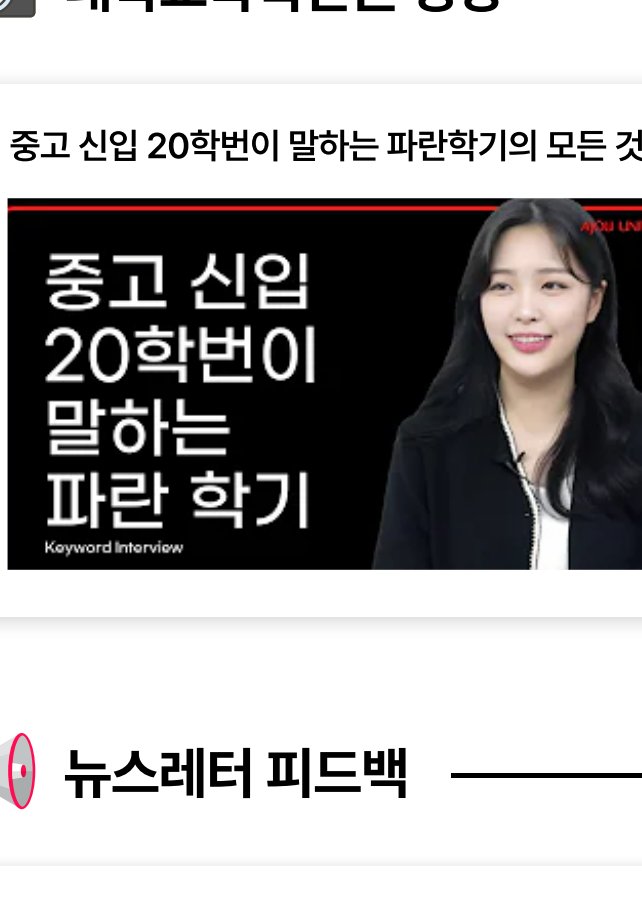 중고 신입 20학번이 말하는 파란학기의 모든
중고 신입
20학번이
말하는
파란 학기
Keyword Interview
뉴스레터 피드백